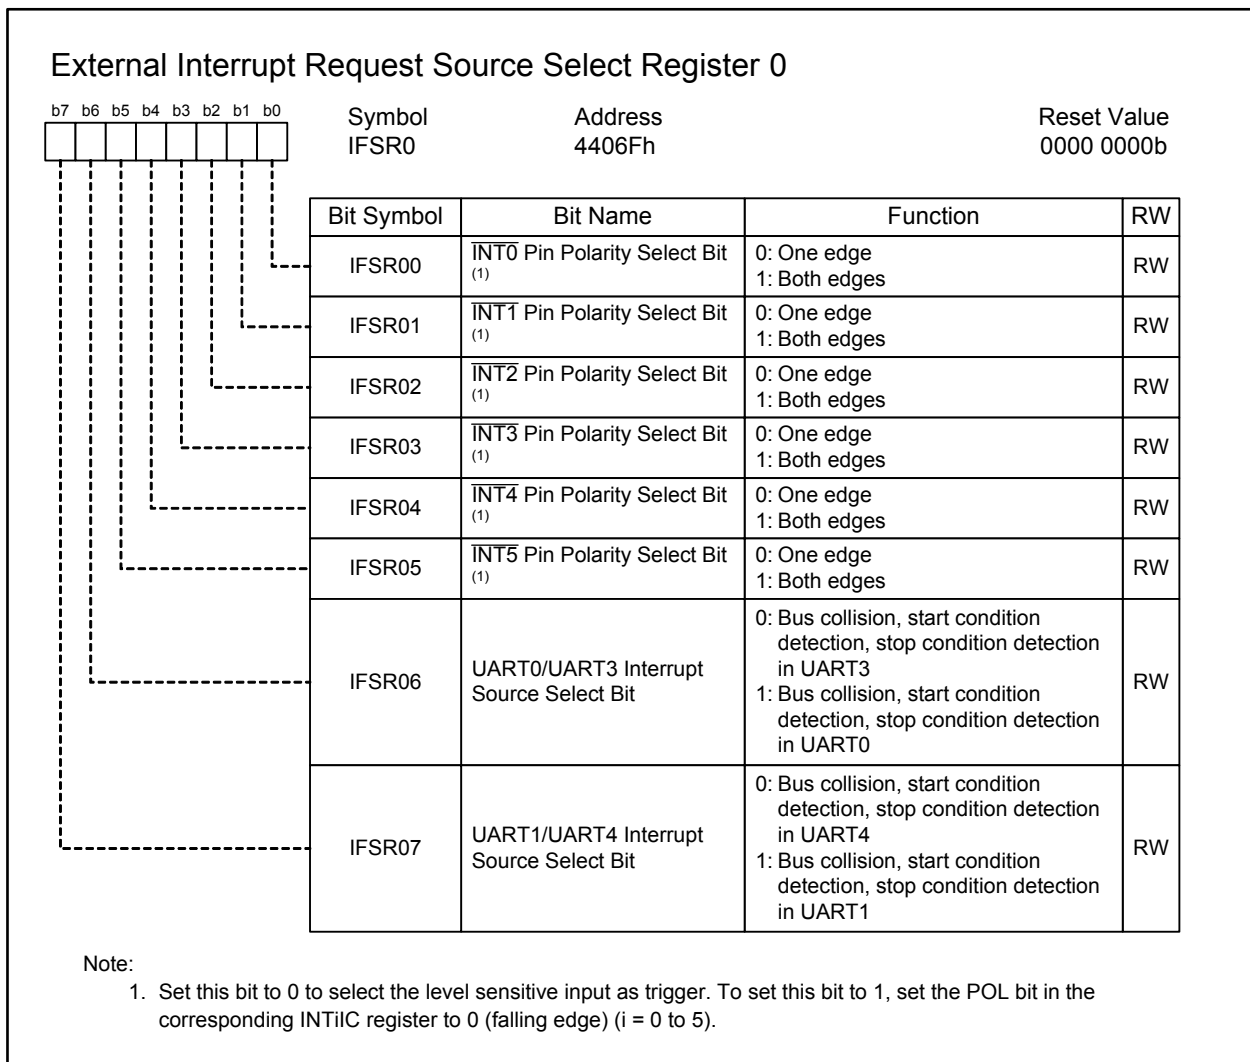 External Interrupt Request Source Select Register 0
b7 b6 b5 b4 b3 b2 b1 b0
Symbol Address Reset Value
IFSR0 4406Fh 0000 0000b
Bit Symbol Bit Name Function RW
IFSR00 INT0 Pin Polarity Select Bit (1) 0: One edge
1: Both edges RW
IFSR01 INT1 Pin Polarity Select Bit (1) 0: One edge
1: Both edges RW
IFSR02 INT2 Pin Polarity Select Bit (1) 0: One edge
1: Both edges RW
IFSR03 INT3 Pin Polarity Select Bit (1) 0: One edge
1: Both edges RW
IFSR04 INT4 Pin Polarity Select Bit (1) 0: One edge
1: Both edges RW
IFSR05 INT5 Pin Polarity Select Bit (1) 0: One edge
1: Both edges RW
IFSR06
UART0/UART3 Interrupt
Source Select Bit
0: Bus collision, start condition
detection, stop condition detection
in UART3
1: Bus collision, start condition
detection, stop condition detection
in UART0
RW
IFSR07
UART1/UART4 Interrupt
Source Select Bit
0: Bus collision, start condition
detection, stop condition detection
in UART4
1: Bus collision, start condition
detection, stop condition detection
in UART1
RW
Note:
1. Set this bit to 0 to select the level sensitive input as trigger. To set this bit to 1, set the POL bit in the
corresponding INTiIC register to 0 (falling edge) (i = 0 to 5).